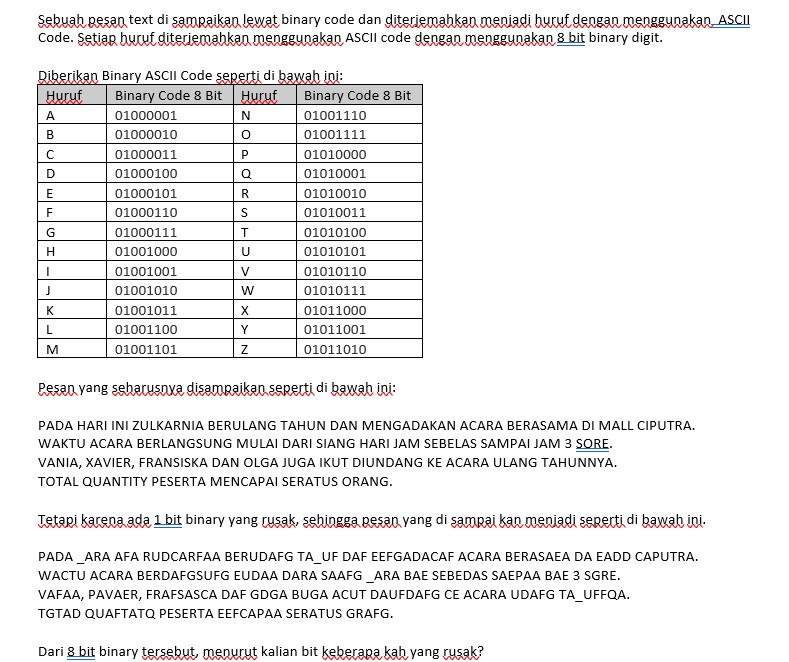 Sebuah pesan text di sampaikan lewat binary code dan diterjemahkan menjadi huruf dengan menggunakan ASCII
Code. Setiap huruf diterjemahkan menggunakan ASCII code dengan menggunakan 8 bit binary digit.
Diberikan Binary ASCII Code seperti di bawah ini:
Huruf Binary Code 8 Bit Huruf Binary Code 8 Bit
A 01000001 N 01001110
B 01000010 O 01001111
C 01000011 P 01010000
D 01000100 Q 01010001
E 01000101 R 01010010
F 01000110 S 01010011
G 01000111 T 01010100
H 01001000 U 01010101
I 01001001 V 01010110
J 01001010 W 01010111
K 01001011 X 01011000
L 01001100 Y 01011001
M 01001101 Z 01011010
Pesan yang seharusnya disampaikan seperti di bawah ini:
PADA HARI INI ZULKARNIA BERULANG TAHUN DAN MENGADAKAN ACARA BERASAMA DI MALL CIPUTRA.
WAKTU ACARA BERLANGSUNG MULAI DARI SIANG HARI JAM SEBELAS SAMPAI JAM 3 SORE.
VANIA, XAVIER, FRANSISKA DAN OLGA JUGA IKUT DIUNDANG KE ACARA ULANG TAHUNNYA.
TOTAL QUANTITY PESERTA MENCAPAI SERATUS ORANG.
Tetapi karena ada 1 bit binary yang rusak, sehingga pesan yang di sampai kan menjadi seperti di bawah ini.
PADA _ARA AFA RUDCARFAA BERUDAFG TA_UF DAF EEFGADACAF ACARA BERASAEA DA EADD CAPUTRA.
WACTU ACARA BERDAFGSUFG EUDAA DARA SAAFG _ARA BAE SEBEDAS SAEPAA BAE 3 SGRE.
VAFAA, PAVAER, FRAFSASCA DAF GDGA BUGA ACUT DAUFDAFG CE ACARA UDAFG TA_UFFQA.
TGTAD QUAFTATQ PESERTA EEFCAPAA SERATUS GRAFG.
Dari 8 bit binary tersebut, menurut kalian bit keberapa kah yang rusak?